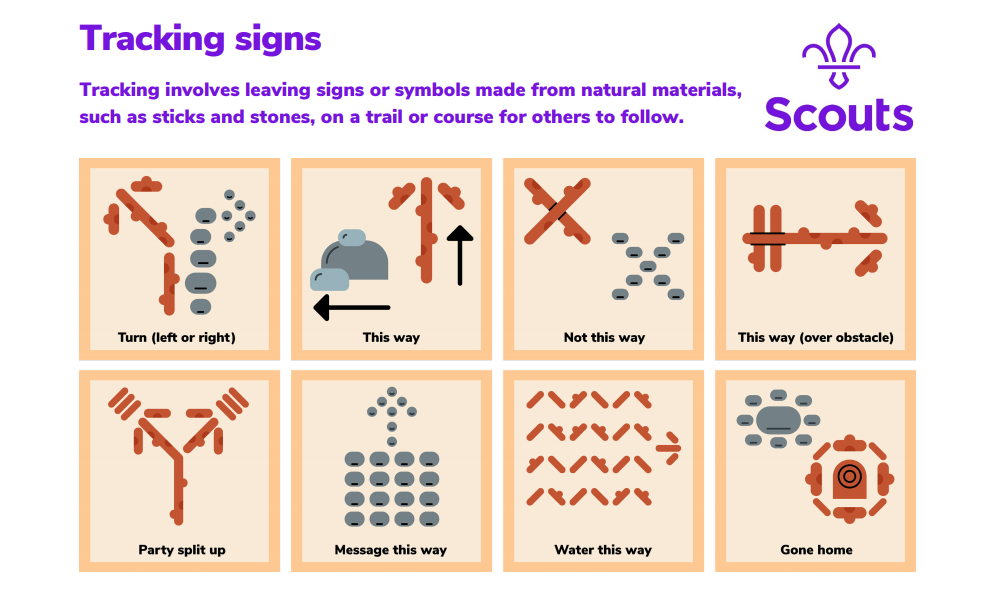 Tracking signs
Tracking involves leaving signs or symbols made from natural materials,
such as sticks and stones, on a trail or course for others to follow.
Scouts
Turn (left or right)
This way
Not this way
This way (over obstacle)
Party split up
Message this way
Water this way
Gone home